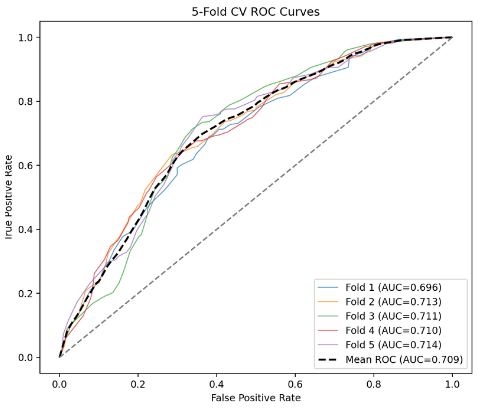 5-Fold CV ROC Curves
True Positive Rate
1.0
0.8
0.6
0.4
0.2
0.0
0.0 0.2 0.4 0.6 0.8 1.0
False Positive Rate
Fold 1 (AUC=0.696)
Fold 2 (AUC=0.713)
Fold 3 (AUC=0.711)
Fold 4 (AUC=0.710)
Fold 5 (AUC=0.714)
Mean ROC (AUC=0.709)